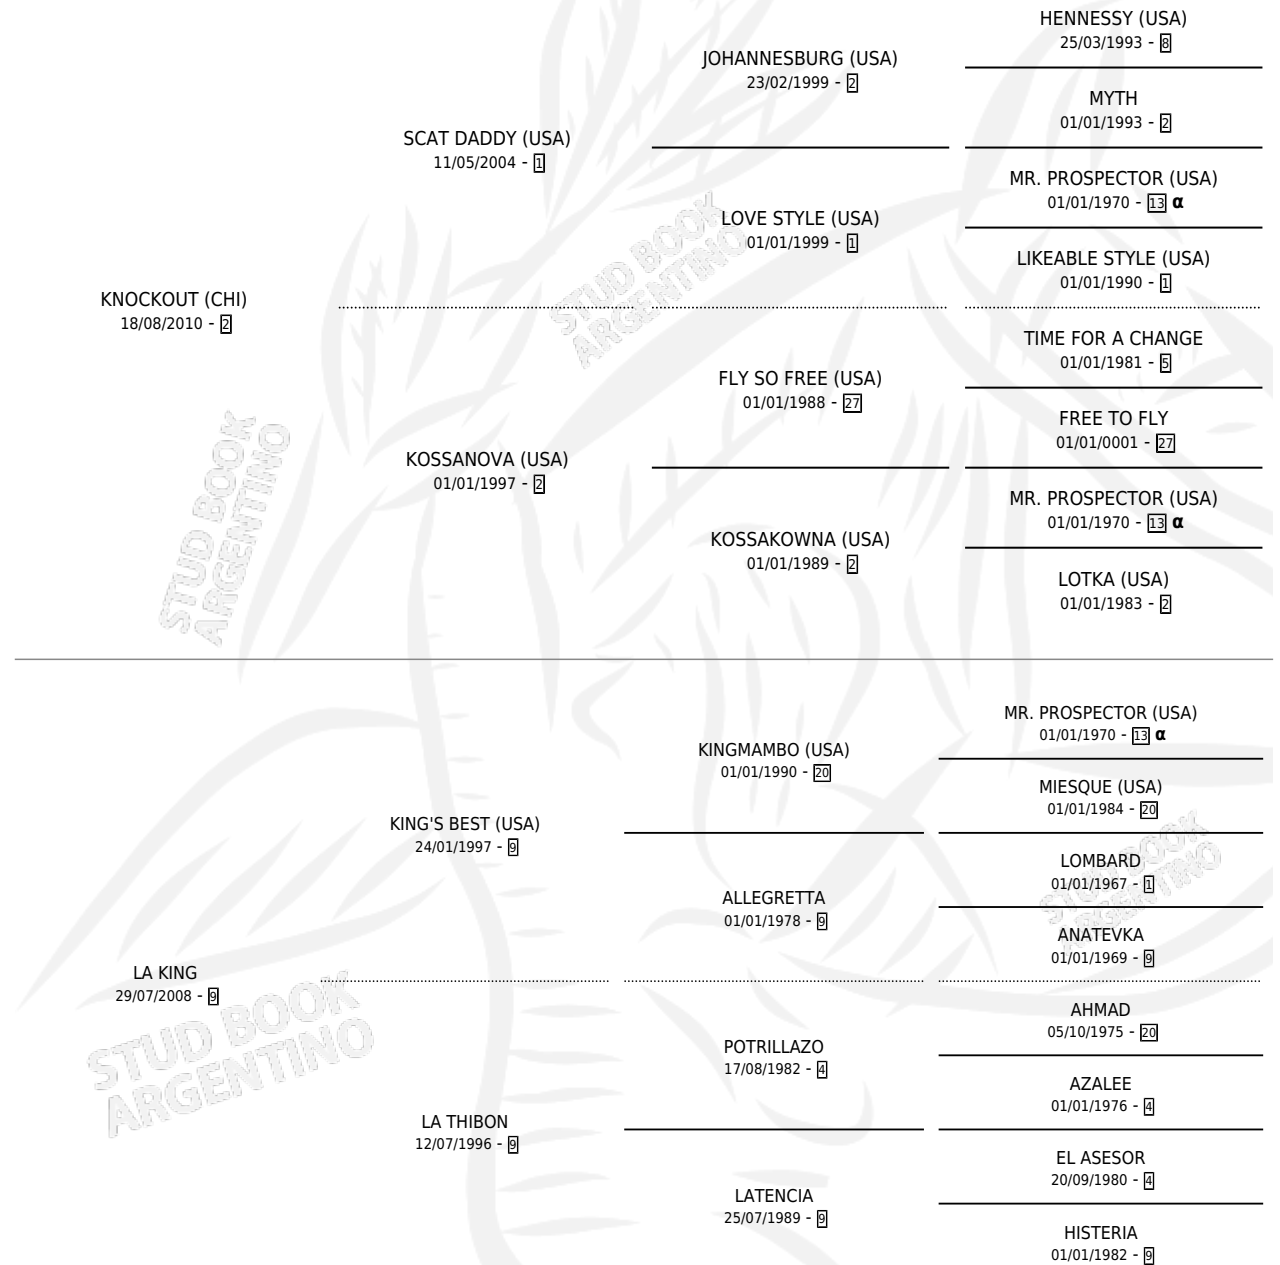 HENNESSY (USA)
25/03/1993 - 8
JOHANNESBURG (USA)
23/02/1999 - 2
MYTH
01/01/1993 - 2
SCAT DADDY (USA)
11/05/2004 - 1
MR. PROSPECTOR (USA)
01/01/1970 - 13 α
LOVE STYLE (USA)
01/01/1999 - 1
LIKEABLE STYLE (USA)
01/01/1990 - 1
KNOCKOUT (CHI)
18/08/2010 - 2
TIME FOR A CHANGE
01/01/1981 - 5
FLY SO FREE (USA)
01/01/1988 - 27
FREE TO FLY
01/01/0001 - 27
KOSSANOVA (USA)
01/01/1997 - 2
MR. PROSPECTOR (USA)
01/01/1970 - 13 α
KOSSAKOWNA (USA)
01/01/1989 - 2
LOTKA (USA)
01/01/1983 - 2
MR. PROSPECTOR (USA)
01/01/1970 - 13 α
KINGMAMBO (USA)
01/01/1990 - 20
MIESQUE (USA)
01/01/1984 - 20
KING'S BEST (USA)
24/01/1997 - 9
LOMBARD
01/01/1967 - 1
ALLEGRETTA
01/01/1978 - 9
ANATEVKA
01/01/1969 - 9
LA KING
29/07/2008 - 9
AHMAD
05/10/1975 - 20
POTRILLAZO
17/08/1982 - 4
AZALEE
01/01/1976 - 4
LA THIBON
12/07/1996 - 9
EL ASESOR
20/09/1980 - 4
LATENCIA
25/07/1989 - 9
HISTERIA
01/01/1982 - 9
STUD BOOK
ARGENTINO
STUD BOOK
ARGENTINO
STUD BOOK
ARGENTINO
STUD BOOK
ARGENTINO